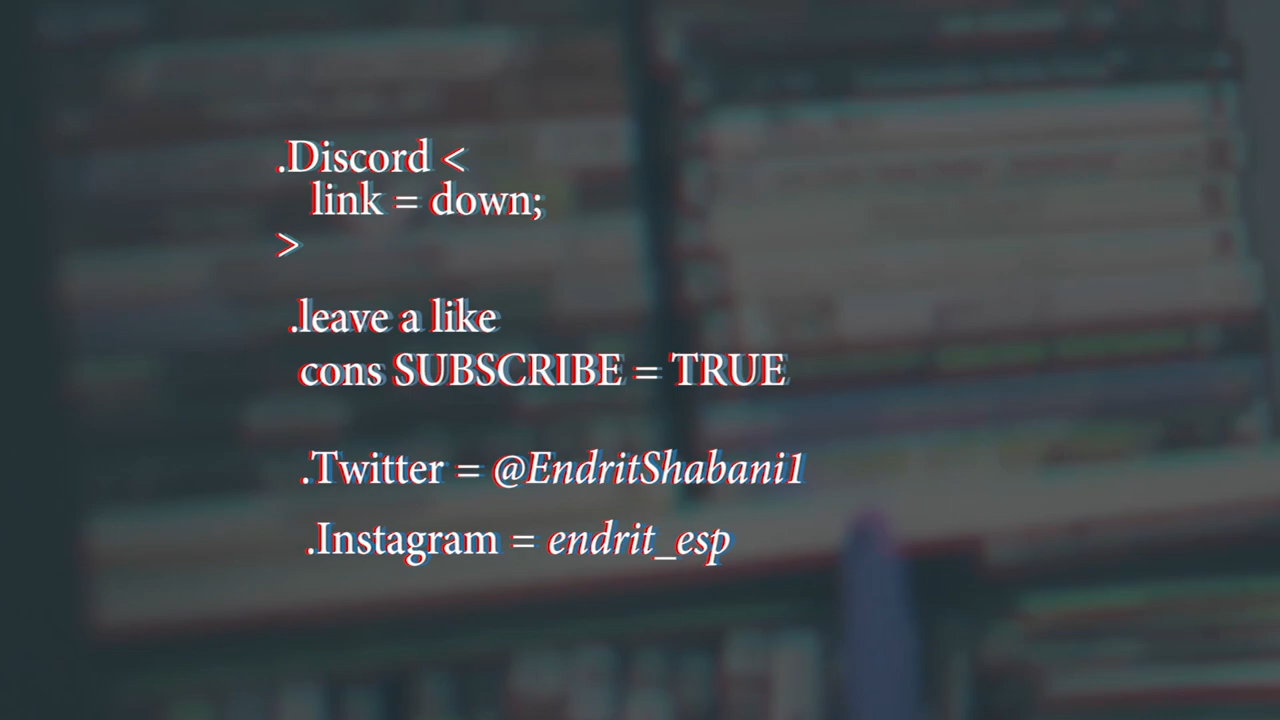 .Discord <
link = down;
>
.leave a like
cons SUBSCRIBE = TRUE
.Twitter = @EndritShabani1
.Instagram = endrit_esp